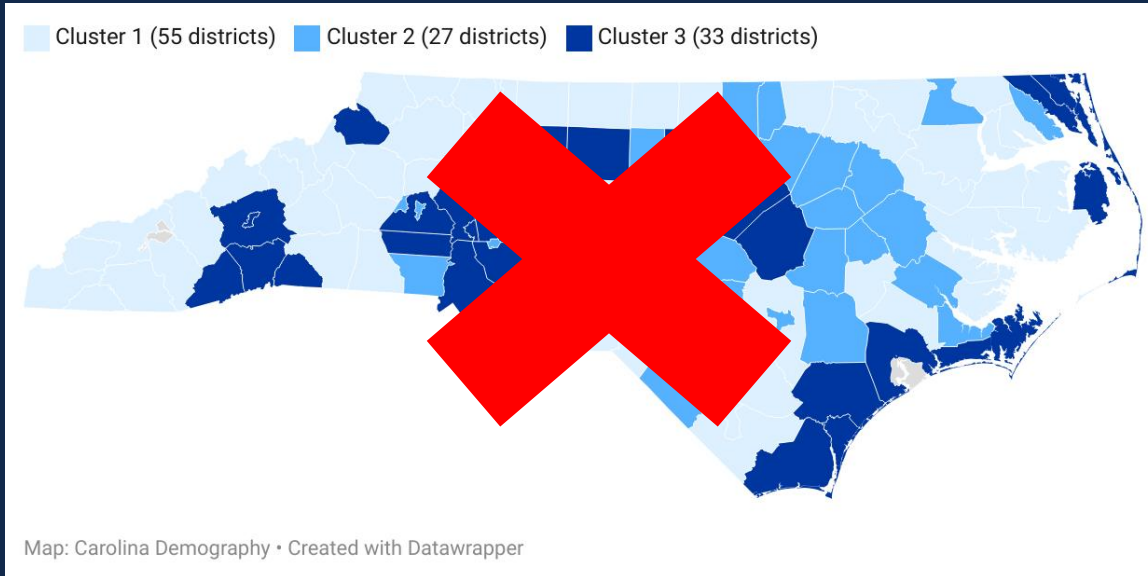 Cluster 1 (55 districts) Cluster 2 (27 districts) Cluster 3 (33 districts)
Map: Carolina Demography • Created with Datawrapper